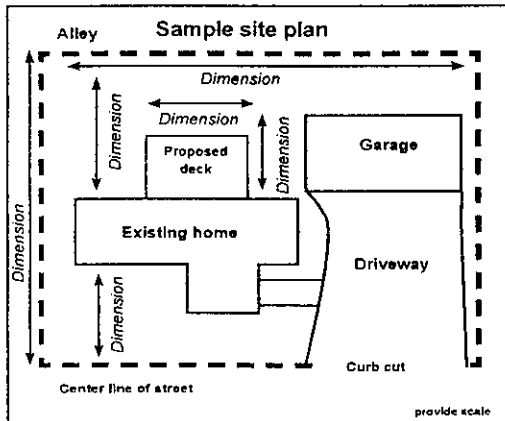 Sample site plan
Alley
Dimension
Dimension
Dimension
Dimension
Dimension
Proposed
deck
Garage
Existing home
Driveway
Dimension
Curb cut
Center line of street
provide scale